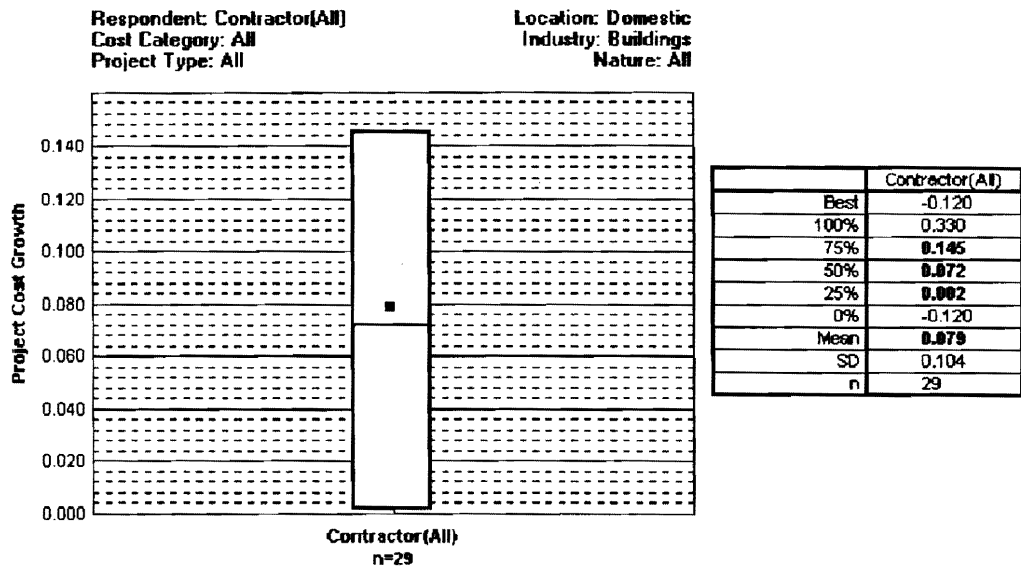 Respondent: Contractor(All)
Cost Category: All
Project Type: All
Location: Domestic
Industry: Buildings
Nature: All
Project Cost Growth
0.140
0.120
0.100
0.080
0.060
0.040
0.020
0.000
Contractor(All)
n=29
Contractor(All)
Best -0.120
100% 0.330
75% 0.145
50% 0.072
25% 0.002
0% -0.120
Mean 0.079
SD 0.104
n 29